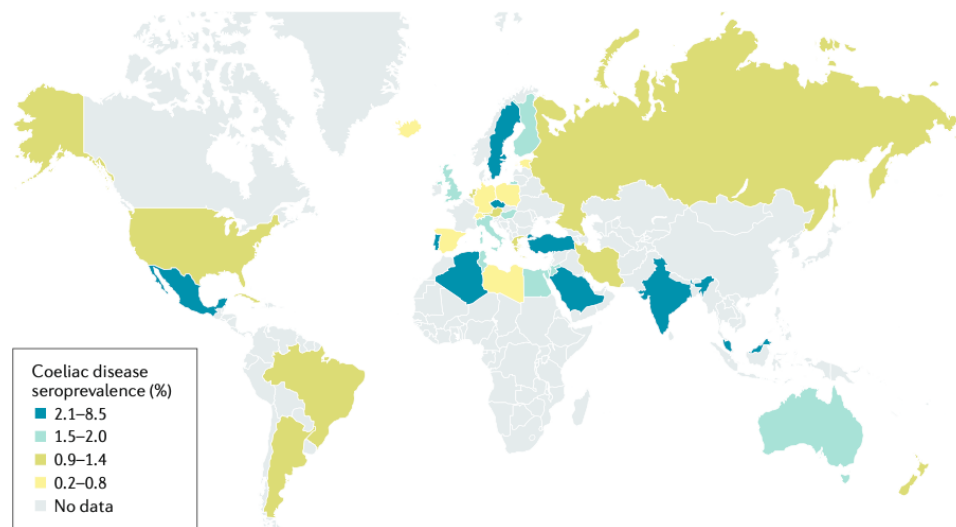 Coeliac disease
seroprevalence (%)
2.1–8.5
1.5–2.0
0.9–1.4
0.2–0.8
No data